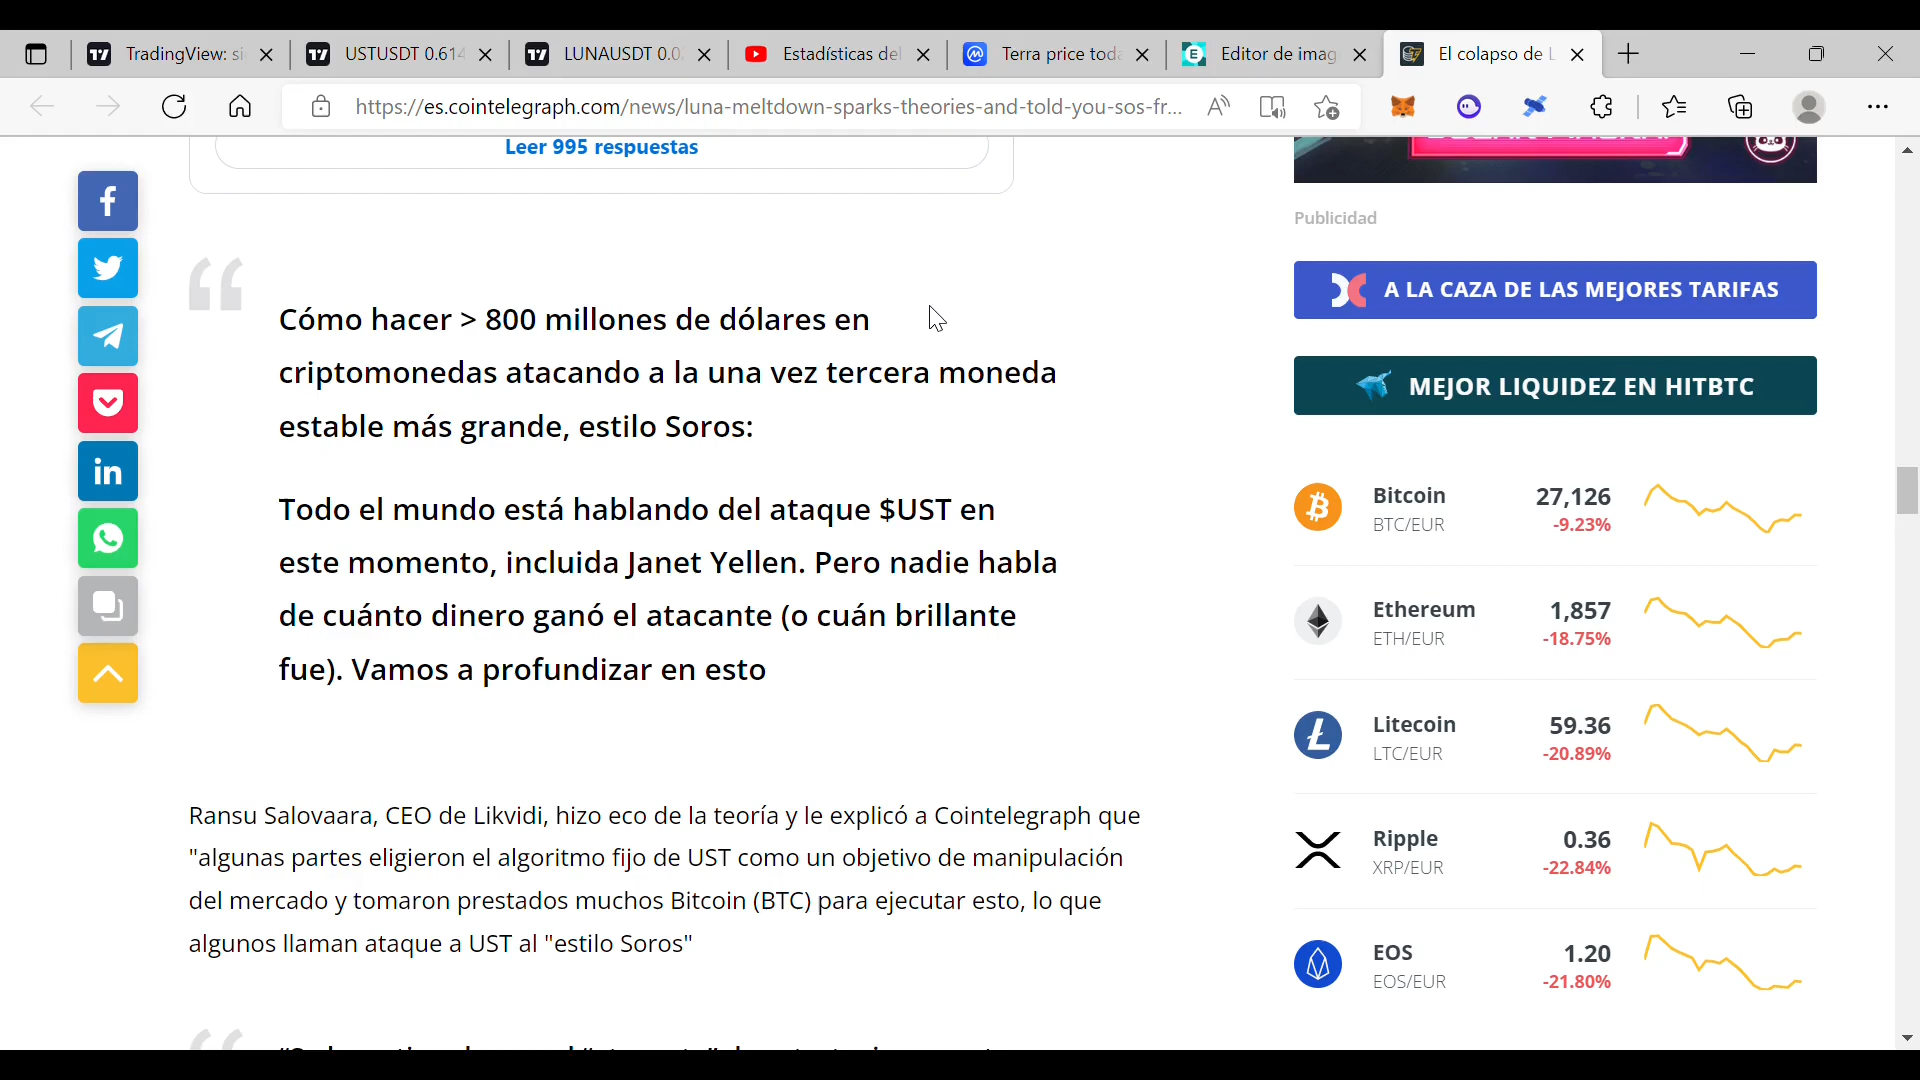 TradingView: si
USTUSDT 0.614
LUNAUSDT 0.0
Estadísticas del
Terra price toda
Editor de imag
El colapso de L
https://es.cointelegraph.com/news/luna-meltdown-sparks-theories-and-told-you-sos-fr...
Leer 995 respuestas
Cómo hacer > 800 millones de dólares en
criptomonedas atacando a la una vez tercera moneda
estable más grande, estilo Soros:
Todo el mundo está hablando del ataque $UST en
este momento, incluida Janet Yellen. Pero nadie habla
de cuánto dinero ganó el atacante (o cuán brillante
fue). Vamos a profundizar en esto
Ransu Salovaara, CEO de Likvidi, hizo eco de la teoría y le explicó a Cointelegraph que
"algunas partes eligieron el algoritmo fijo de UST como un objetivo de manipulación
del mercado y tomaron prestados muchos Bitcoin (BTC) para ejecutar esto, lo que
algunos llaman ataque a UST al "estilo Soros"
Publicidad
A LA CAZA DE LAS MEJORES TARIFAS
MEJOR LIQUIDEZ EN HITBTC
Bitcoin 27,126
BTC/EUR -9.23%
Ethereum 1,857
ETH/EUR -18.75%
Litecoin 59.36
LTC/EUR -20.89%
Ripple 0.36
XRP/EUR -22.84%
EOS 1.20
EOS/EUR -21.80%